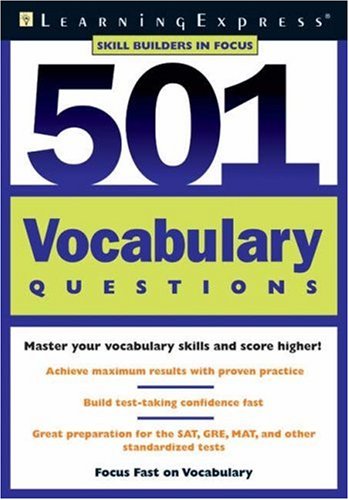 LEARNINGEXPRESS®
SKILL BUILDERS IN FOCUS
501
Vocabulary
QUESTIONS
Master your vocabulary skills and score higher!
Achieve maximum results with proven practice
Build test-taking confidence fast
Great preparation for the SAT, GRE, MAT, and other
standardized tests
Focus Fast on Vocabulary